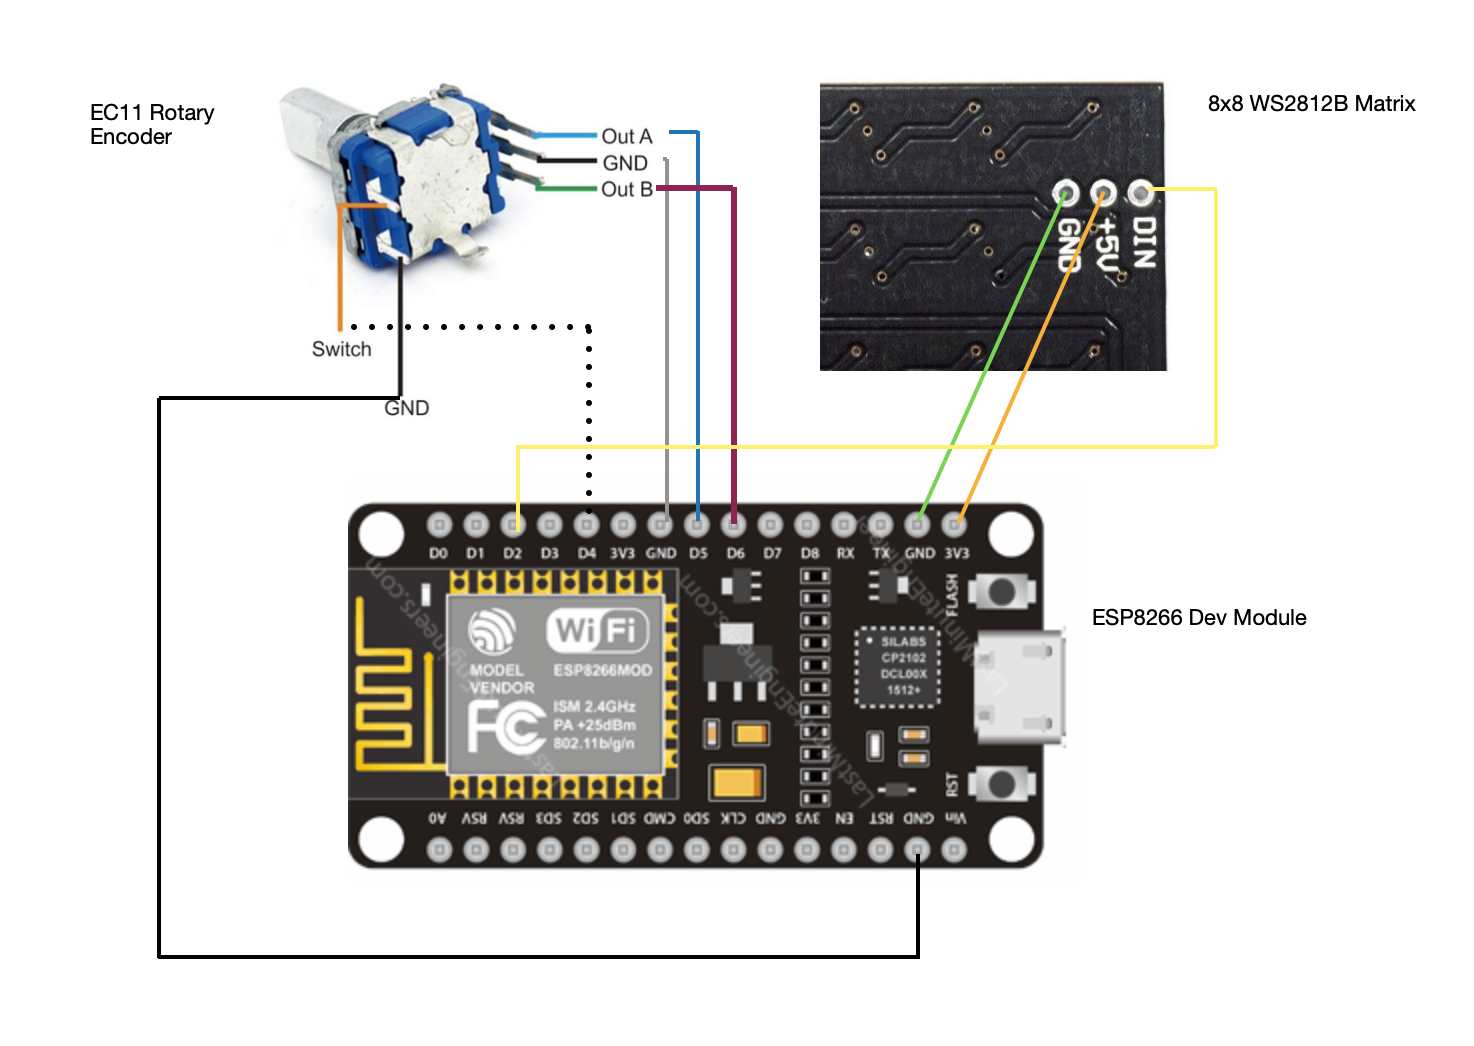 EC11 Rotary
Encoder
Out A
GND
Out B
Switch
GND
8x8 WS2812B Matrix
GND
+5V
DIN
D0
D1
D2
D3
D4
3V3
GND
D5
D6
D7
D8
RX
TX
GND
3V3
FLASH
WiFi
MODEL
VENDOR
ESP8266MOD
FC
ISM 2.4GHz
PA +25dBm
802.11b/g/n
SILABS
CP2102
DCL00X
1512+
RST
ESP8266 Dev Module
A0
RSV
RSV
SD3
SD2
SD1
CMD
SD0
CLK
GND
3V3
EN
RST
GND
Vin
LastMinuteEngineers.com